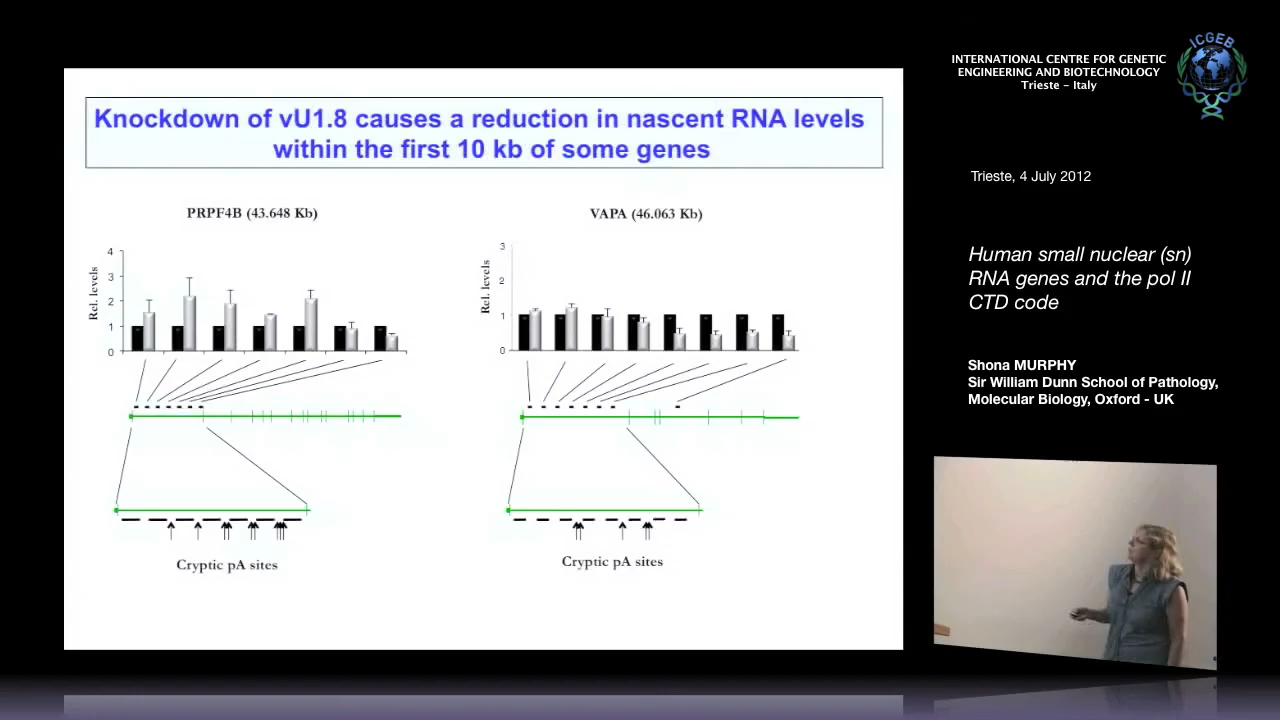 Knockdown of vU1.8 causes a reduction in nascent RNA levels
within the first 10 kb of some genes
PRPF4B (43.648 Kb)
Rel. levels
4
3
2
1
0
Cryptic pA sites
VAPA (46.063 Kb)
Rel. levels
3
2
1
0
Cryptic pA sites
INTERNATIONAL CENTRE FOR GENETIC
ENGINEERING AND BIOTECHNOLOGY
Trieste - Italy
ICGEB
Trieste, 4 July 2012
Human small nuclear (sn)
RNA genes and the pol II
CTD code
Shona MURPHY
Sir William Dunn School of Pathology,
Molecular Biology, Oxford - UK